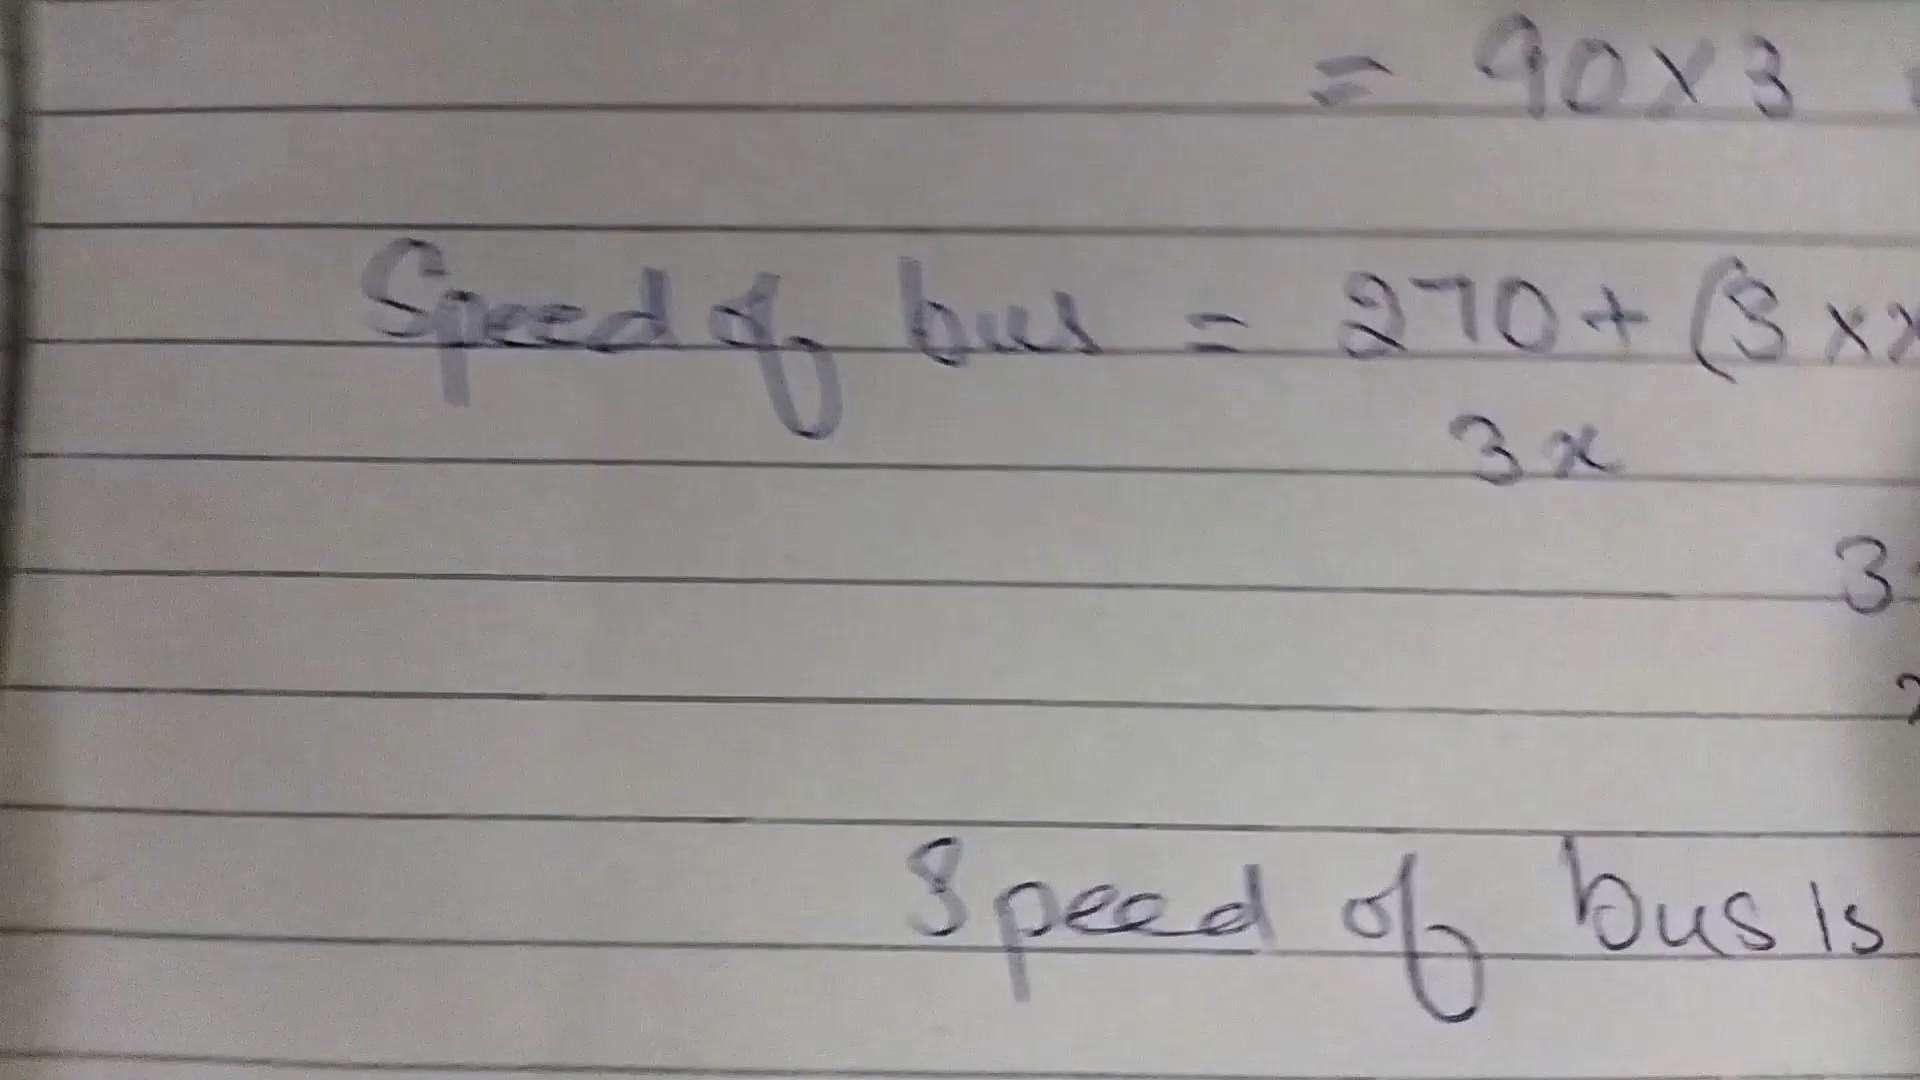 = 90 x 3
Speed of bus = 270 + (3 x x
3x
3
Speed of bus is